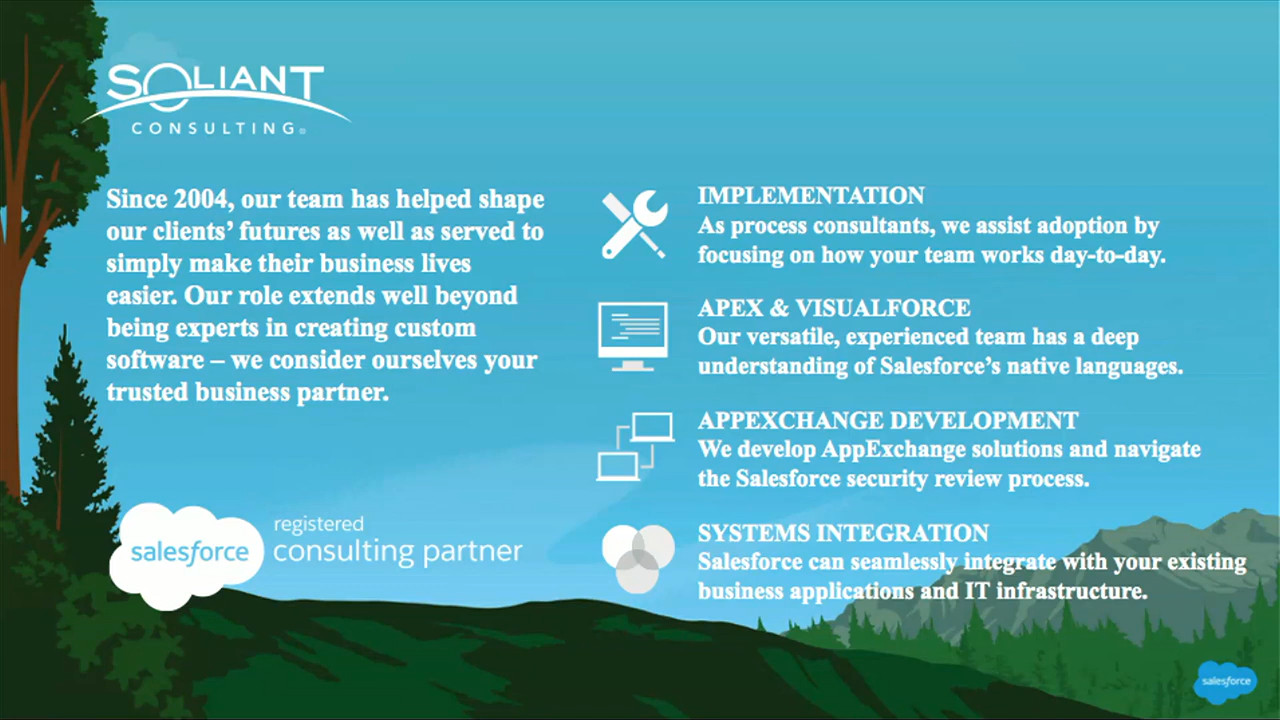 SOLIANT
CONSULTING®
Since 2004, our team has helped shape
our clients’ futures as well as served to
simply make their business lives
easier. Our role extends well beyond
being experts in creating custom
software – we consider ourselves your
trusted business partner.
salesforce
registered
consulting partner
IMPLEMENTATION
As process consultants, we assist adoption by
focusing on how your team works day-to-day.
APEX & VISUALFORCE
Our versatile, experienced team has a deep
understanding of Salesforce’s native languages.
APPEXCHANGE DEVELOPMENT
We develop AppExchange solutions and navigate
the Salesforce security review process.
SYSTEMS INTEGRATION
Salesforce can seamlessly integrate with your existing
business applications and IT infrastructure.
salesforce